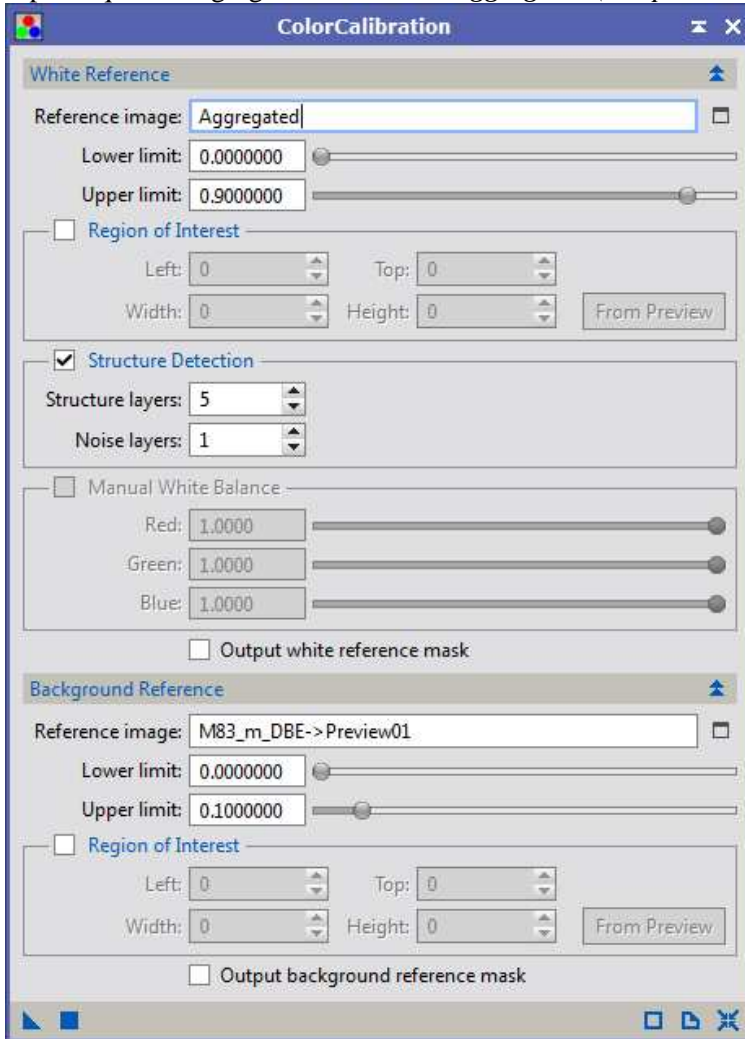 ColorCalibration
White Reference
Reference image: Aggregated
Lower limit: 0.0000000
Upper limit: 0.9000000
Region of Interest
Left: 0 Top: 0
Width: 0 Height: 0 From Preview
Structure Detection
Structure layers: 5
Noise layers: 1
Manual White Balance
Red: 1.0000
Green: 1.0000
Blue: 1.0000
Output white reference mask
Background Reference
Reference image: M83_m_DBE->Preview01
Lower limit: 0.0000000
Upper limit: 0.1000000
Region of Interest
Left: 0 Top: 0
Width: 0 Height: 0 From Preview
Output background reference mask